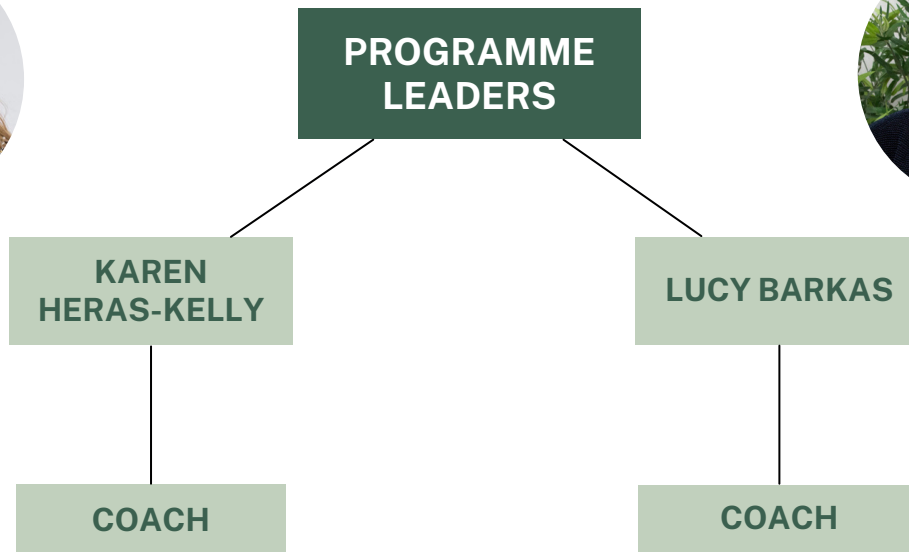 PROGRAMME
LEADERS
KAREN
HERAS-KELLY
LUCY BARKAS
COACH
COACH